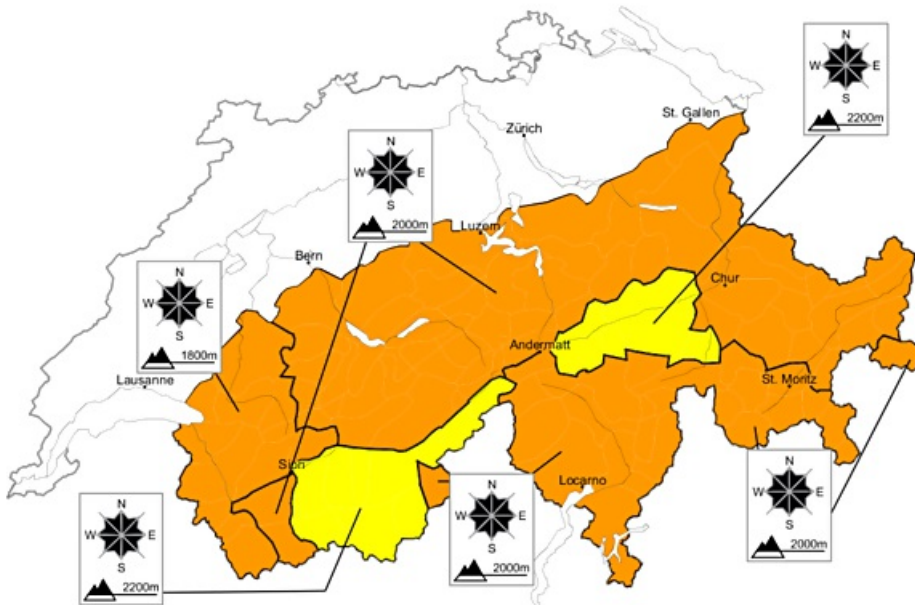 N
W E
S
2200m
St. Gallen
Zürich
N
W E
S
2000m
Luzern
Bern
Chur
N
W E
S
1800m
Andermatt
Lausanne
St. Moritz
Sion
Locarno
N
W E
S
2200m
N
W E
S
2000m
N
W E
S
2000m